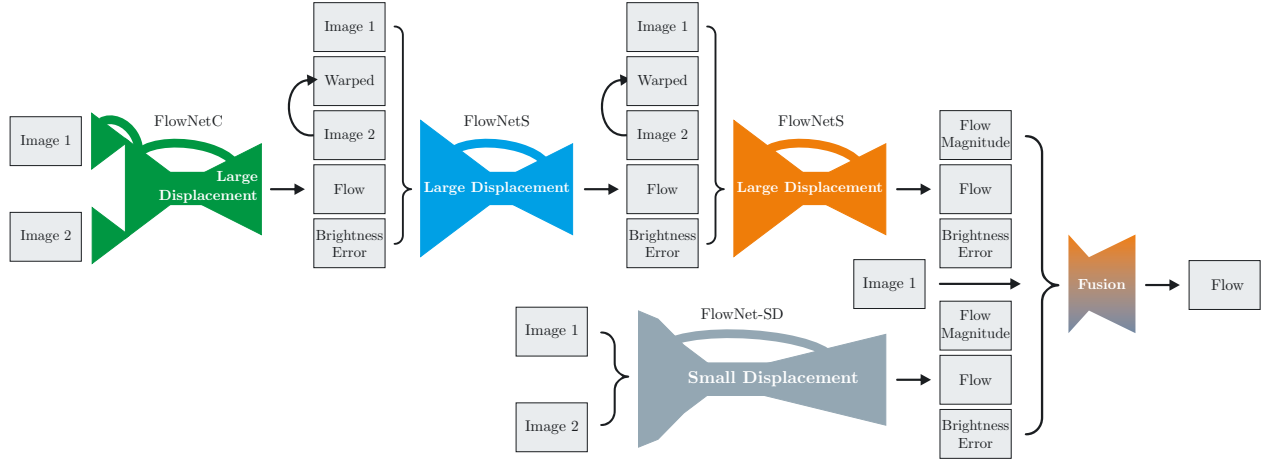 Image 1
Image 2
FlowNetC
Large
Displacement
Image 1
Warped
Image 2
Flow
Brightness
Error
FlowNetS
Large Displacement
Image 1
Warped
Image 2
Flow
Brightness
Error
FlowNetS
Large Displacement
Flow
Magnitude
Flow
Brightness
Error
Image 1
Image 1
Image 2
FlowNet-SD
Small Displacement
Flow
Magnitude
Flow
Brightness
Error
Fusion
Flow